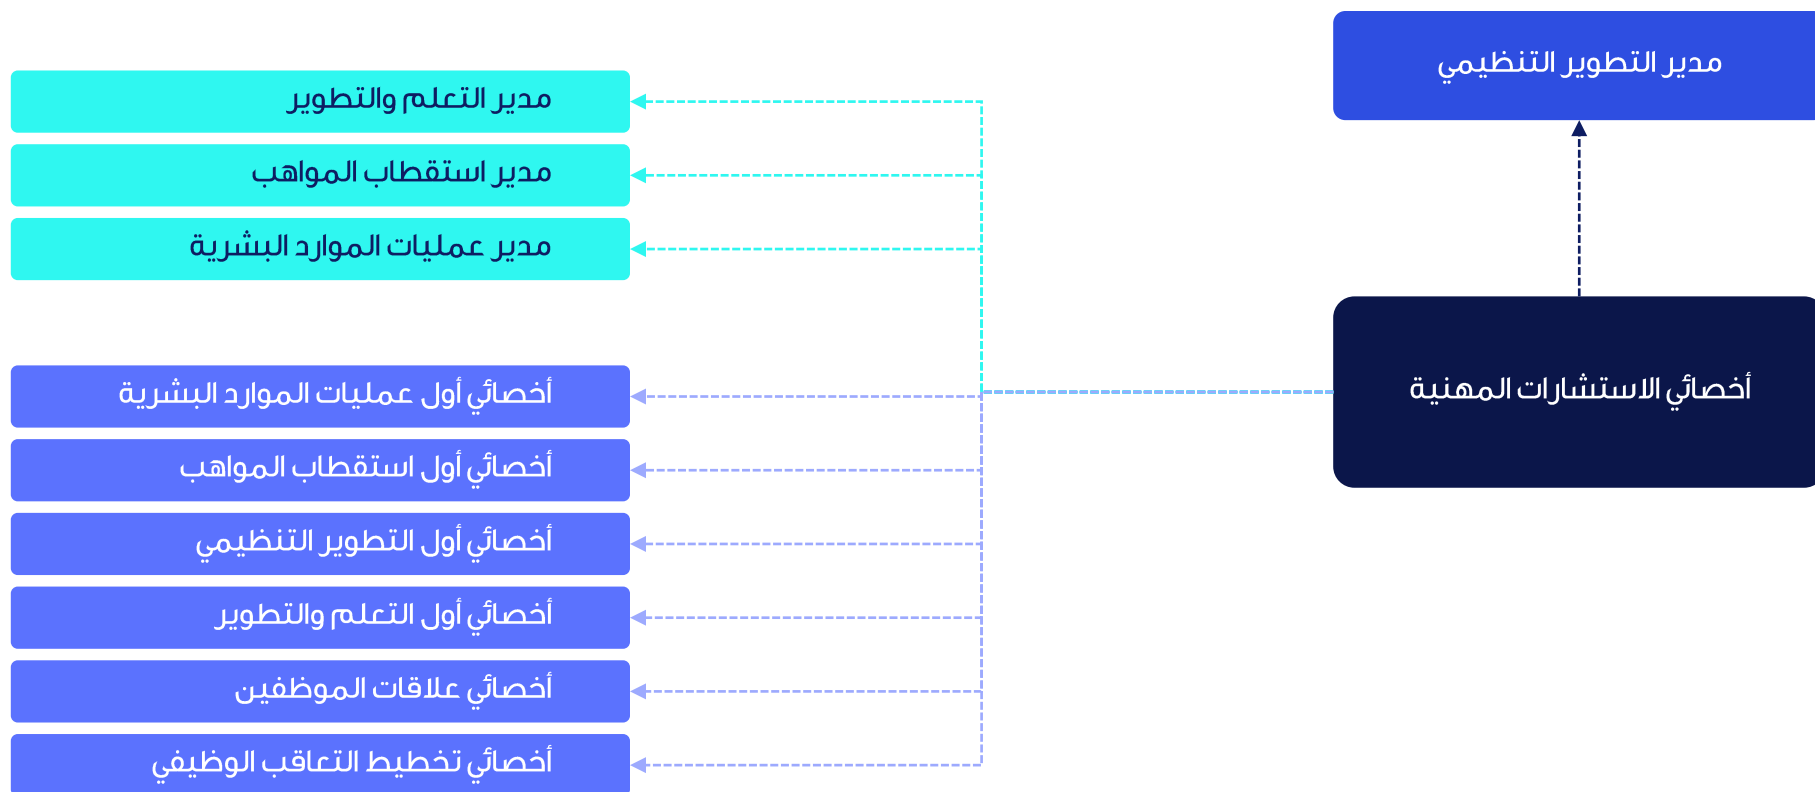 مدير التطوير التنظيمي
أخصائي الاستشارات المهنية
مدير التعلم والتطوير
مدير استقطاب المواهب
مدير عمليات الموارد البشرية
أخصائي أول عمليات الموارد البشرية
أخصائي أول استقطاب المواهب
أخصائي أول التطوير التنظيمي
أخصائي أول التعلم والتطوير
أخصائي علاقات الموظفين
أخصائي تخطيط التعاقب الوظيفي